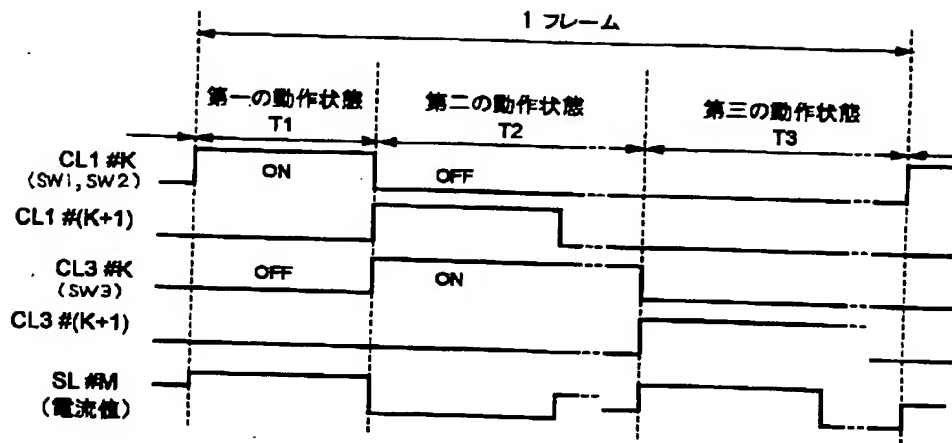 1 フレーム
第一の動作状態
T1
第二の動作状態
T2
第三の動作状態
T3
CL1 #K
(SW1,SW2)
ON
OFF
CL1 #(K+1)
CL3 #K
(SW3)
OFF
ON
CL3 #(K+1)
SL #M
(電流値)